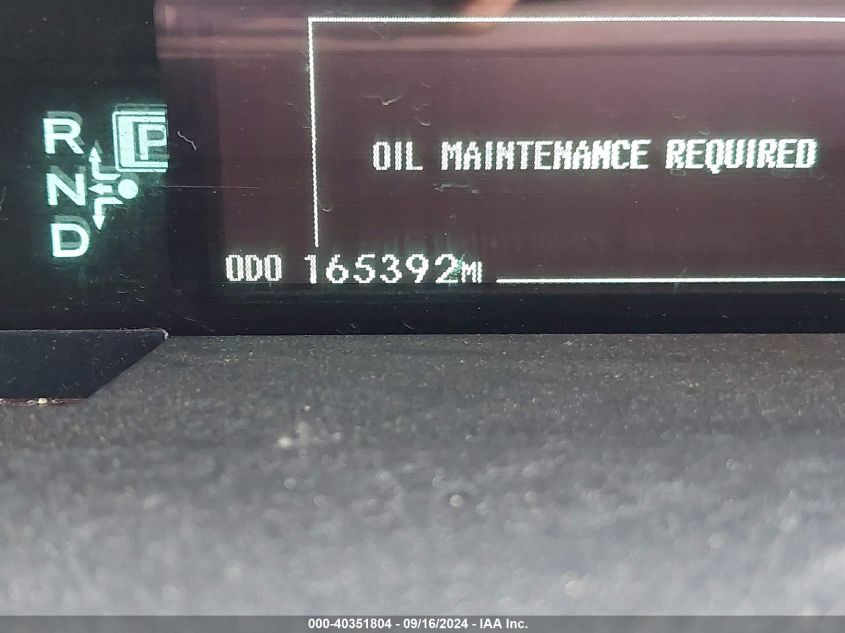 R P
N
D
OIL MAINTENANCE REQUIRED
ODO 165392MI
000-40351804 - 09/16/2024 - IAA Inc.